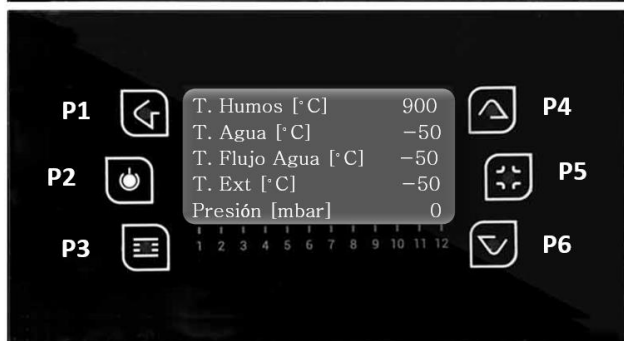 P1
P2
P3
T. Humos [°C] 900
T. Agua [°C] -50
T. Flujo Agua [°C] -50
T. Ext [°C] -50
Presión [mbar] 0
1 2 3 4 5 6 7 8 9 10 11 12
P4
P5
P6